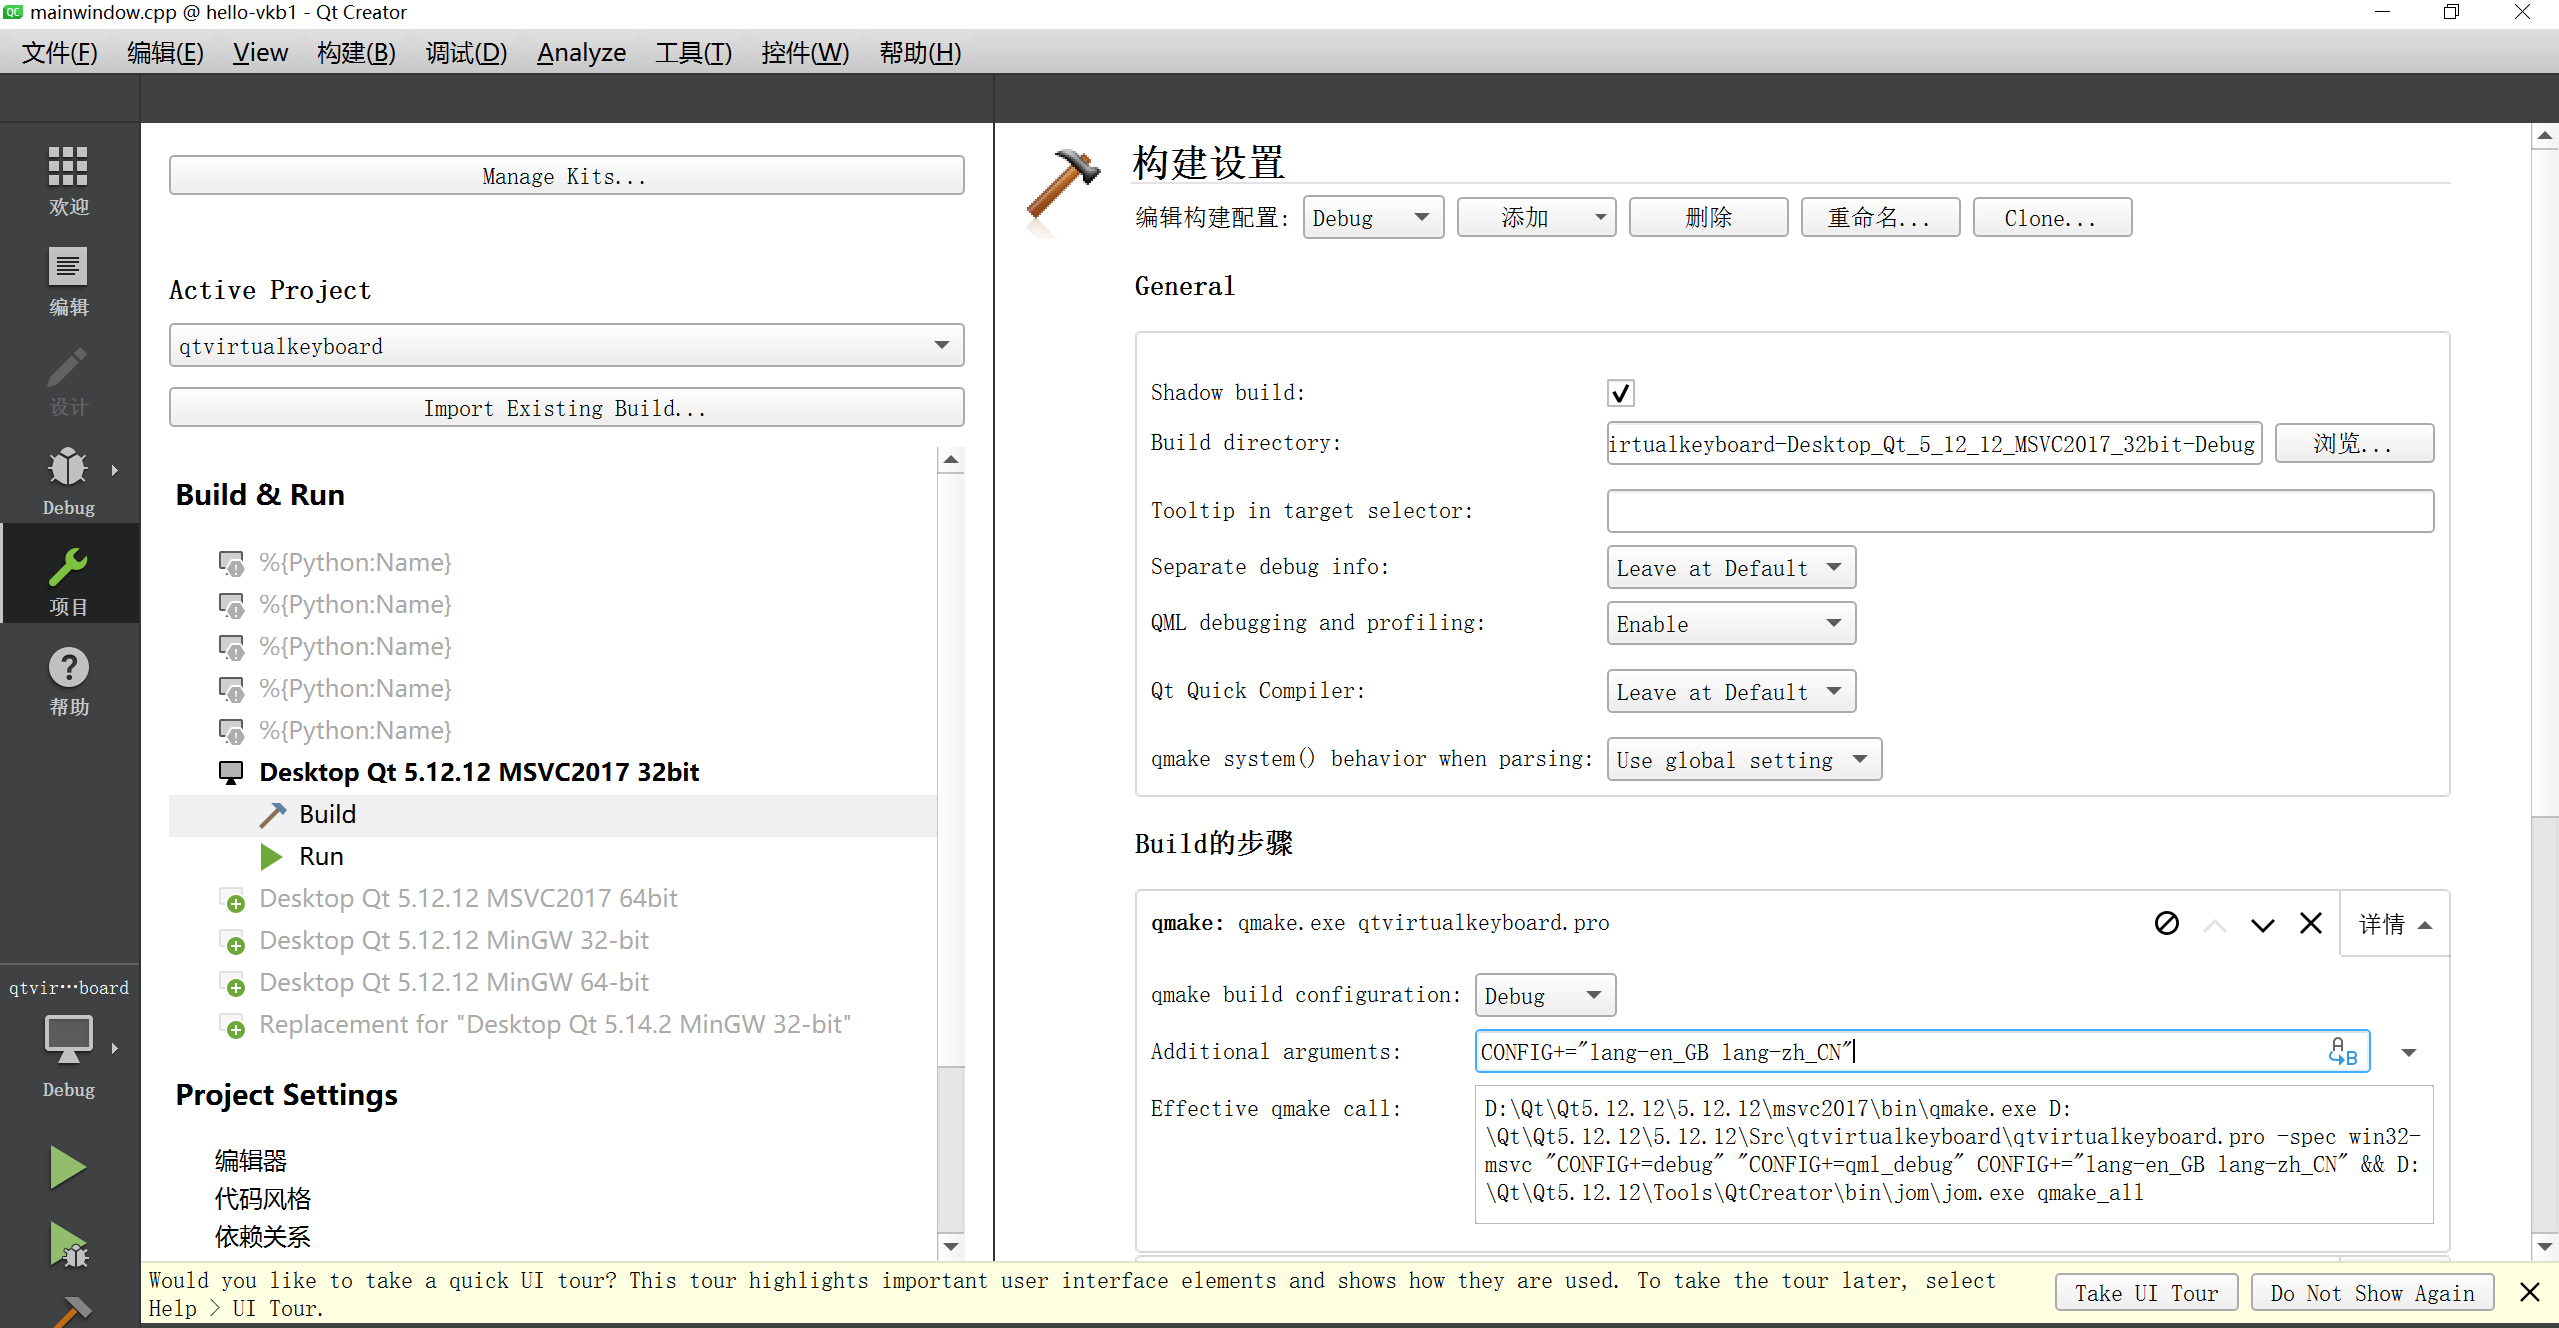 mainwindow.cpp @ hello-vkb1 - Qt Creator
文件(F) 编辑(E) View 构建(B) 调试(D) Analyze 工具(T) 控件(W) 帮助(H)
欢迎
编辑
设计
Debug
项目
帮助
qtvir···board
Debug
Manage Kits...
Active Project
qtvirtualkeyboard
Import Existing Build...
Build & Run
%{Python:Name}
%{Python:Name}
%{Python:Name}
%{Python:Name}
%{Python:Name}
Desktop Qt 5.12.12 MSVC2017 32bit
Build
Run
Desktop Qt 5.12.12 MSVC2017 64bit
Desktop Qt 5.12.12 MinGW 32-bit
Desktop Qt 5.12.12 MinGW 64-bit
Replacement for "Desktop Qt 5.14.2 MinGW 32-bit"
Project Settings
编辑器
代码风格
依赖关系
构建设置
编辑构建配置: Debug 添加 删除 重命名... Clone...
General
Shadow build:
Build directory: irtualkeyboard-Desktop_Qt_5_12_12_MSVC2017_32bit-Debug 浏览...
Tooltip in target selector:
Separate debug info: Leave at Default
QML debugging and profiling: Enable
Qt Quick Compiler: Leave at Default
qmake system() behavior when parsing: Use global setting
Build的步骤
qmake: qmake.exe qtvirtualkeyboard.pro 详情
qmake build configuration: Debug
Additional arguments: CONFIG+="lang-en_GB lang-zh_CN"
Effective qmake call: D:\Qt\Qt5.12.12\5.12.12\msvc2017\bin\qmake.exe D:
\Qt\Qt5.12.12\5.12.12\Src\qtvirtualkeyboard\qtvirtualkeyboard.pro -spec win32-
msvc "CONFIG+=debug" "CONFIG+=qml_debug" CONFIG+="lang-en_GB lang-zh_CN" && D:
\Qt\Qt5.12.12\Tools\QtCreator\bin\jom\jom.exe qmake_all
Would you like to take a quick UI tour? This tour highlights important user interface elements and shows how they are used. To take the tour later, select
Help > UI Tour.
Take UI Tour Do Not Show Again